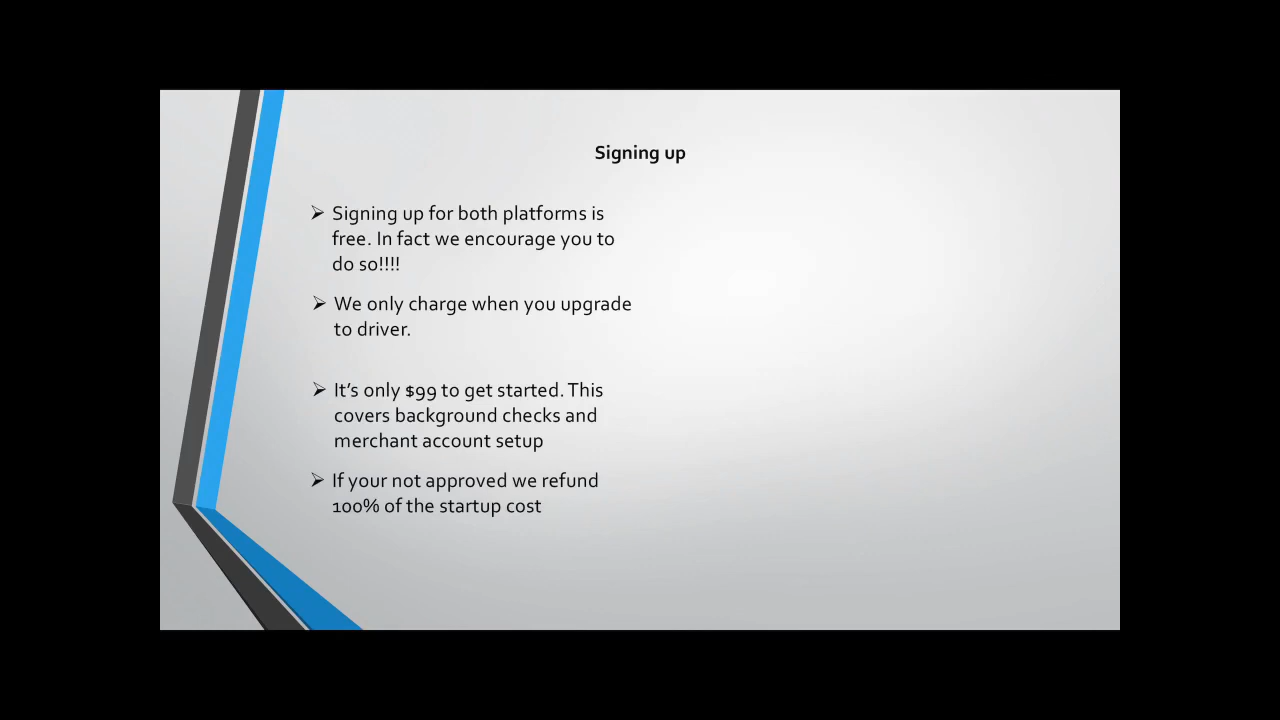 Signing up
➢ Signing up for both platforms is
free. In fact we encourage you to
do so!!!!
➢ We only charge when you upgrade
to driver.
➢ It’s only $99 to get started. This
covers background checks and
merchant account setup
➢ If your not approved we refund
100% of the startup cost